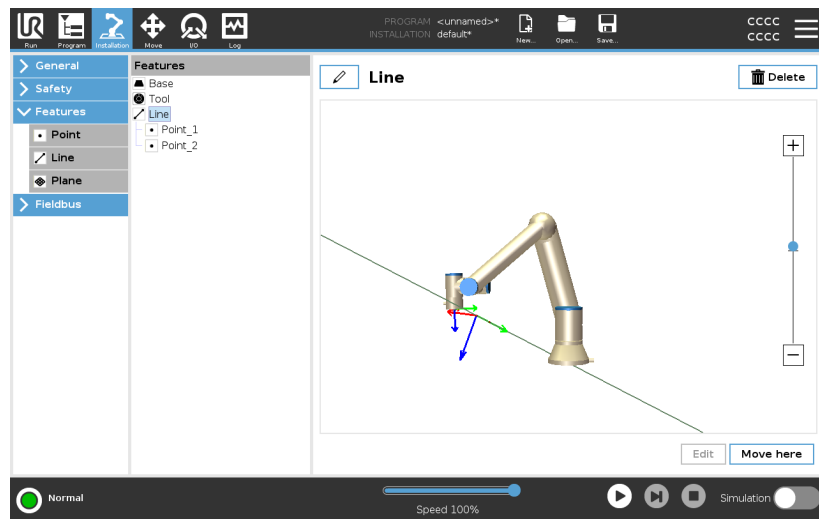 UR
Run
Program
Installation
Move
I/O
Log
PROGRAM <unnamed>*
INSTALLATION default*
New...
Open...
Save...
CCCC
CCCC
General
Safety
Features
Point
Line
Plane
Fieldbus
Features
Base
Tool
Line
Point_1
Point_2
Line
Delete
+
−
Edit
Move here
Normal
Speed 100%
Simulation